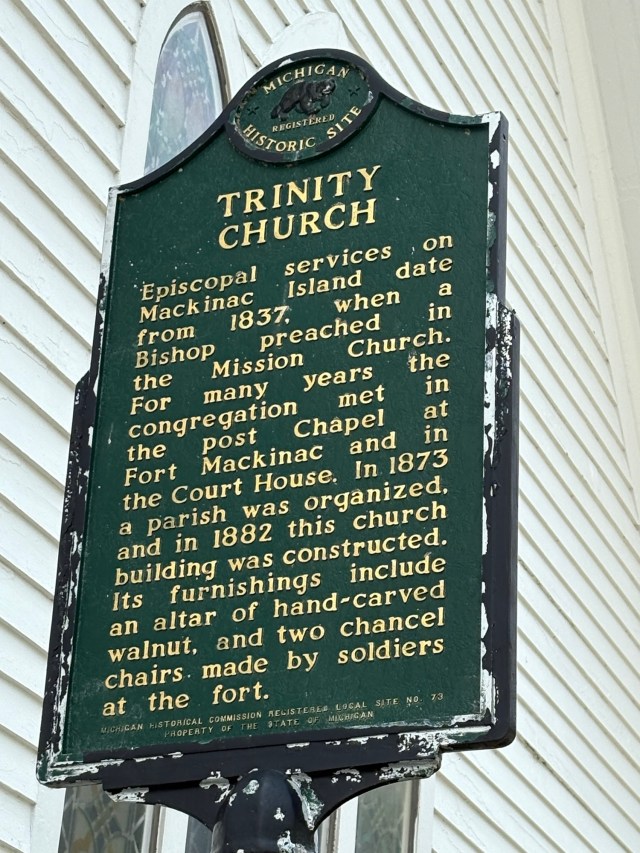 MICHIGAN
REGISTERED
HISTORIC SITE
TRINITY
CHURCH
Episcopal services on
Mackinac Island date
from 1837, when a
Bishop preached in
the Mission Church.
For many years the
congregation met in
the post Chapel at
Fort Mackinac and in
the Court House. In 1873
a parish was organized,
and in 1882 this church
building was constructed.
Its furnishings include
an altar of hand-carved
walnut, and two chancel
chairs made by soldiers
at the fort.
MICHIGAN HISTORICAL COMMISSION REGISTERED LOCAL SITE NO. 73
PROPERTY OF THE STATE OF MICHIGAN